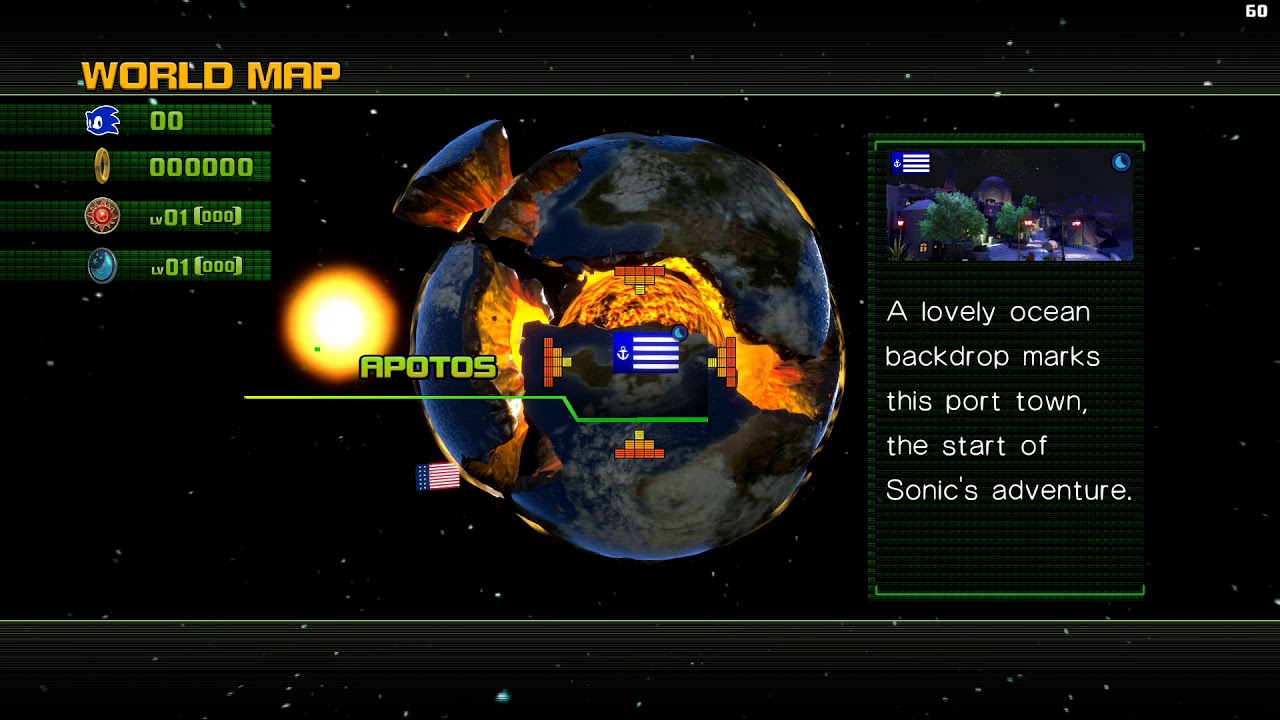 60
WORLD MAP
00
000000
LV01[000]
LV01[000]
APOTOS
A lovely ocean
backdrop marks
this port town,
the start of
Sonic's adventure.